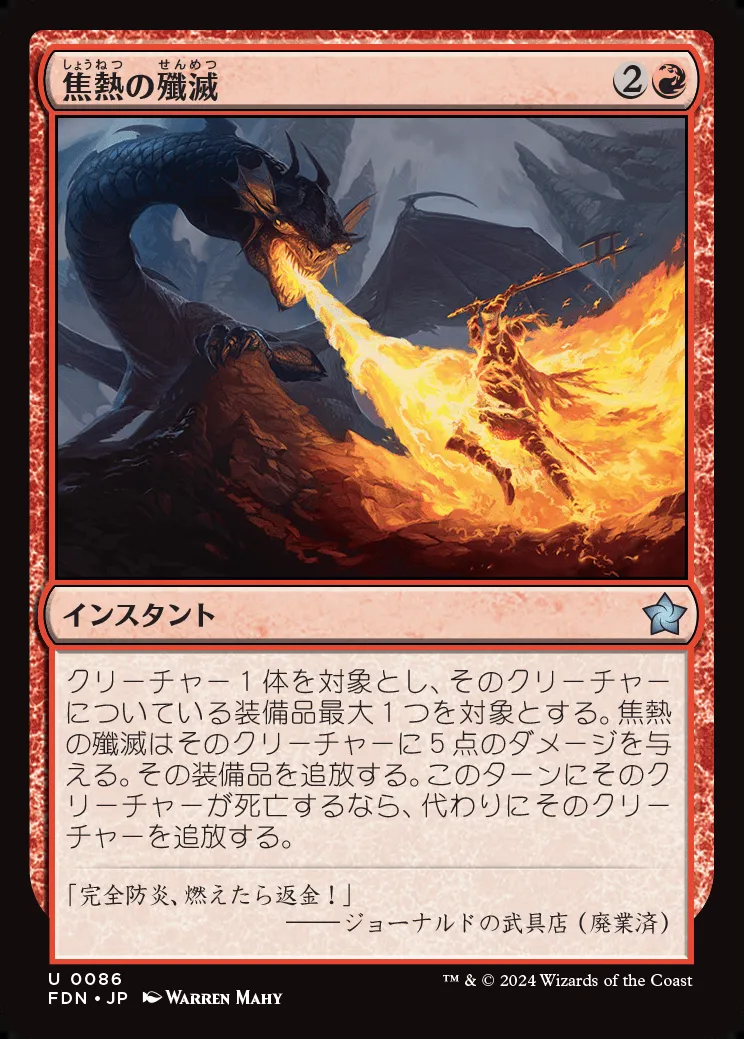 しょうねつ せんめつ
焦熱の殲滅
2
インスタント
クリーチャー1体を対象とし、そのクリーチャー
についている装備品最大1つを対象とする。焦熱
の殲滅はそのクリーチャーに5点のダメージを与
える。その装備品を追放する。このターンにそのク
リーチャーが死亡するなら、代わりにそのクリー
チャーを追放する。
「完全防炎、燃えたら返金!」
――ジョーナルドの武具店(廃業済)
U 0086
FDN • JP WARREN MAHY
™ & © 2024 Wizards of the Coast